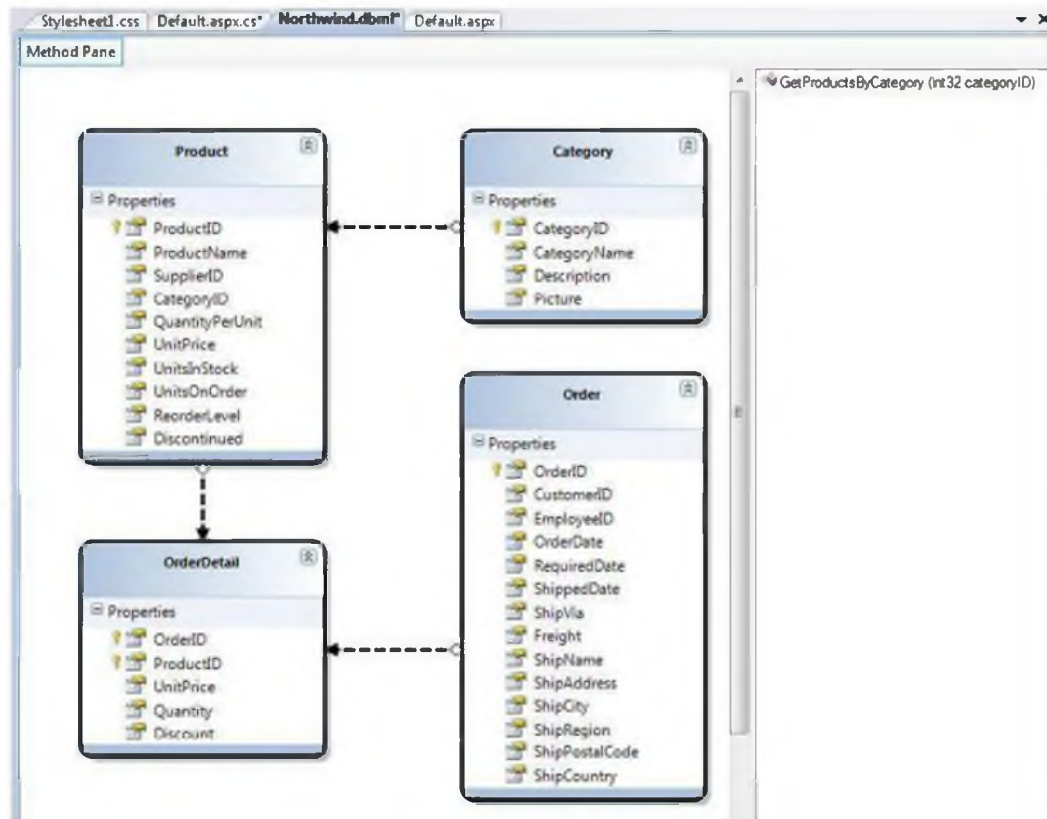 Stylesheet1.css Default.aspx.cs* Northwind.dbml* Default.aspx
Method Pane
GetProductsByCategory (Int32 categoryID)
Product
Properties
ProductID
ProductName
SupplierID
CategoryID
QuantityPerUnit
UnitPrice
UnitsInStock
UnitsOnOrder
ReorderLevel
Discontinued
Category
Properties
CategoryID
CategoryName
Description
Picture
OrderDetail
Properties
OrderID
ProductID
UnitPrice
Quantity
Discount
Order
Properties
OrderID
CustomerID
EmployeeID
OrderDate
RequiredDate
ShippedDate
ShipVia
Freight
ShipName
ShipAddress
ShipCity
ShipRegion
ShipPostalCode
ShipCountry